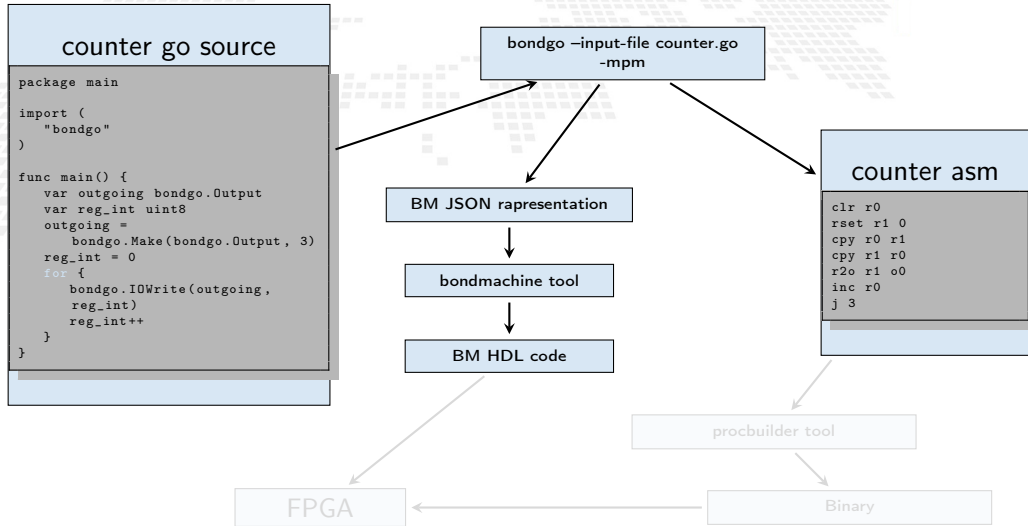 counter go source
package main
import (
"bondgo"
)
func main() {
var outgoing bondgo.Output
var reg_int uint8
outgoing =
bondgo.Make(bondgo.Output, 3)
reg_int = 0
for {
bondgo.IOWrite(outgoing,
reg_int)
reg_int++
}
}
bondgo –input-file counter.go
-mpm
BM JSON rapresentation
bondmachine tool
BM HDL code
counter asm
clr r0
rset r1 0
cpy r0 r1
cpy r1 r0
r2o r1 o0
inc r0
j 3
procbuilder tool
FPGA
Binary